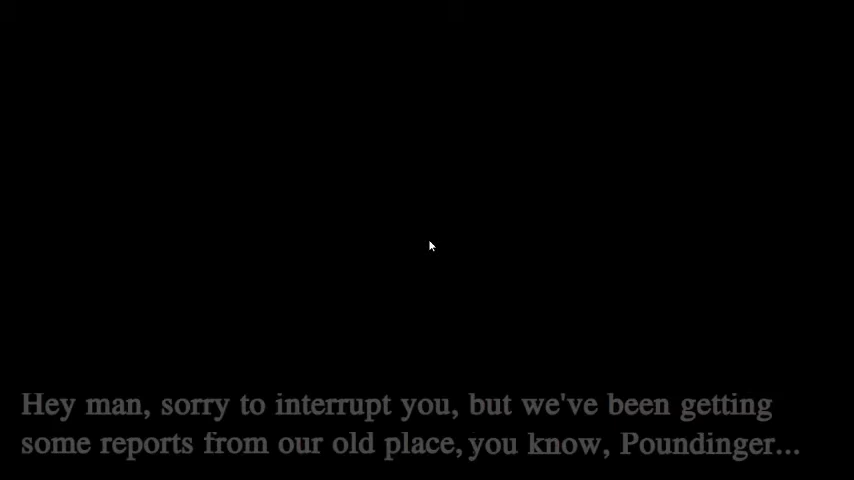 Hey man, sorry to interrupt you, but we've been getting
some reports from our old place, you know, Poundinger...